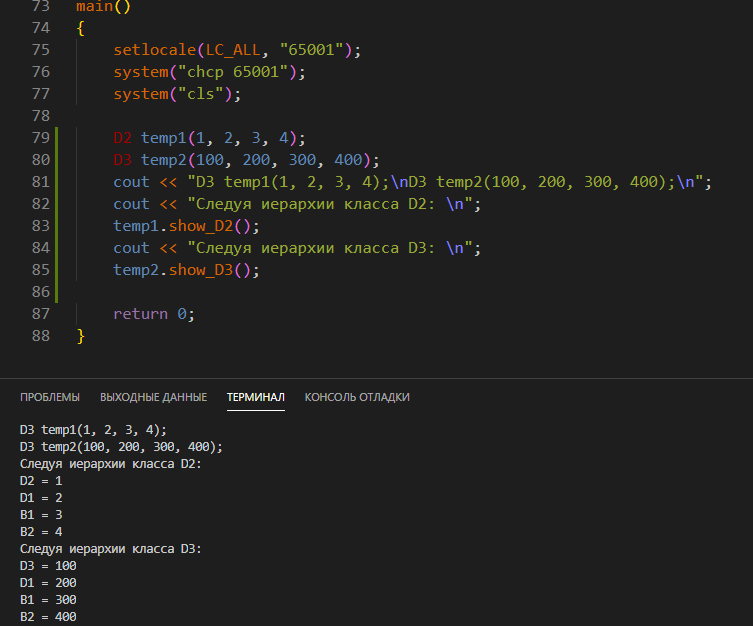 73 main()
74 {
75 setlocale(LC_ALL, "65001");
76 system("chcp 65001");
77 system("cls");
78
79 D2 temp1(1, 2, 3, 4);
80 D3 temp2(100, 200, 300, 400);
81 cout << "D3 temp1(1, 2, 3, 4);\nD3 temp2(100, 200, 300, 400);\n";
82 cout << "Следуя иерархии класса D2: \n";
83 temp1.show_D2();
84 cout << "Следуя иерархии класса D3: \n";
85 temp2.show_D3();
86
87 return 0;
88 }
ПРОБЛЕМЫ ВЫХОДНЫЕ ДАННЫЕ ТЕРМИНАЛ КОНСОЛЬ ОТЛАДКИ
D3 temp1(1, 2, 3, 4);
D3 temp2(100, 200, 300, 400);
Следуя иерархии класса D2:
D2 = 1
D1 = 2
B1 = 3
B2 = 4
Следуя иерархии класса D3:
D3 = 100
D1 = 200
B1 = 300
B2 = 400